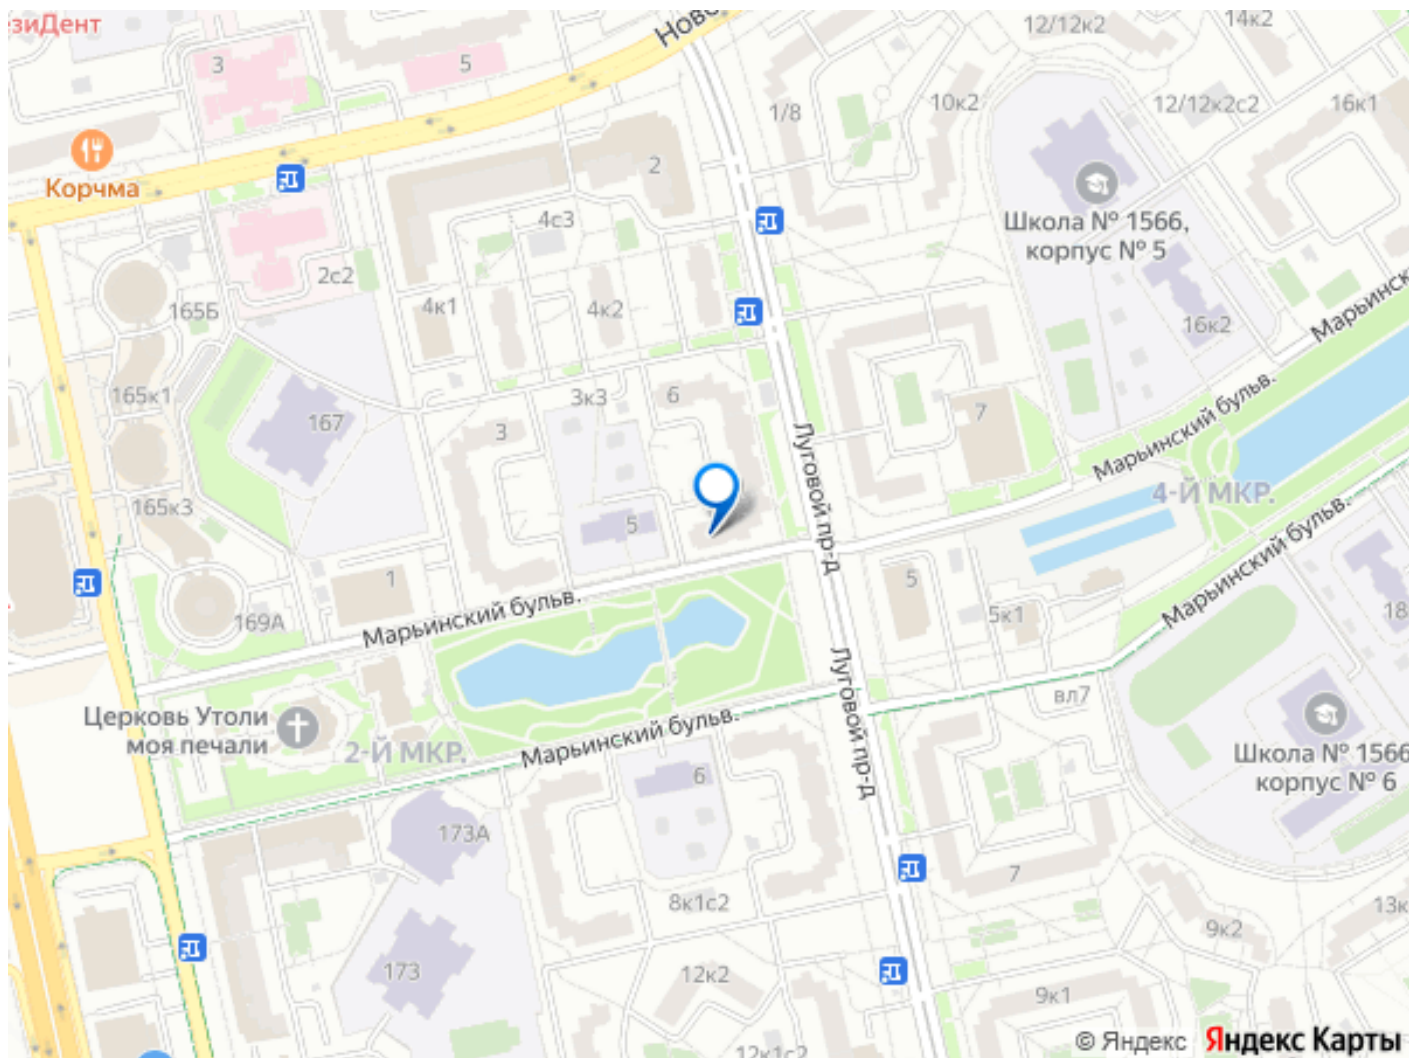 12/12к2
14к2
3
5
Ново
1/8
10к2
12/12к2с2
16к1
Корчма
2
4с3
Школа № 1566,
корпус № 5
2с2
165Б
4к1
4к2
16к2
Марьинск
165к1
167
3
3к3
6
7
Марьинский бульв.
Луговой пр-д
165к3
5
4-Й МКР.
Марьинский бульв.
1
5
169А
Марьинский бульв.
5к1
18
Луговой пр-д
вл7
Церковь Утоли
моя печали
2-Й МКР.
Марьинский бульв.
Школа № 1566
корпус № 6
6
173А
7
8к1с2
13к
9к2
173
12к2
9к1
12к1с2
© Яндекс Яндекс Карты